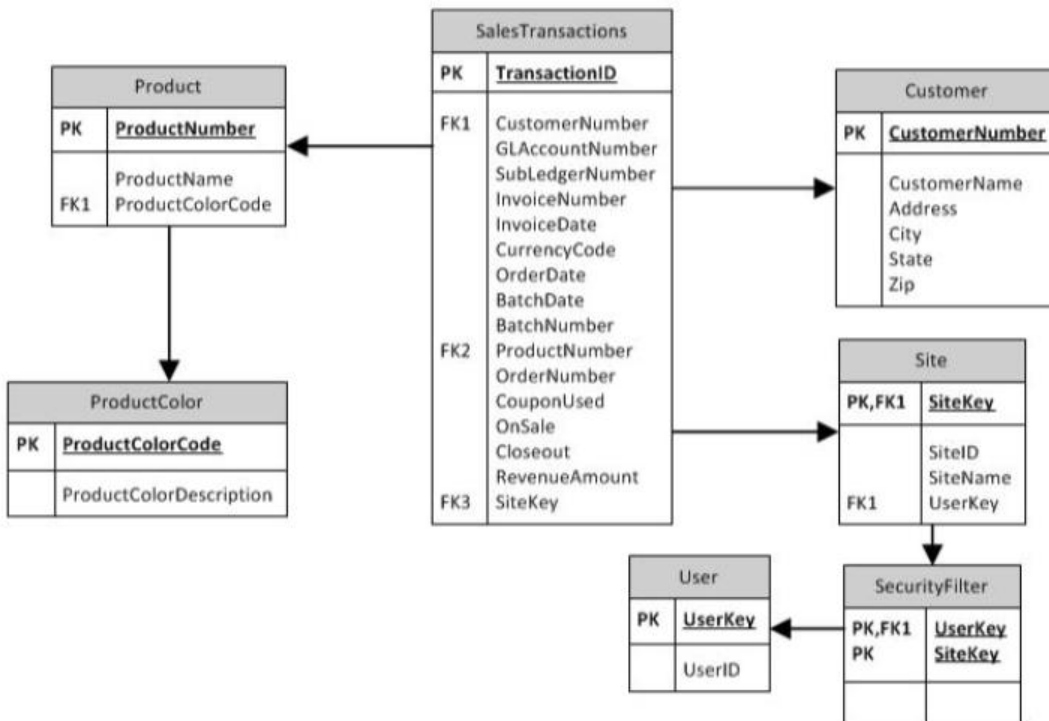 SalesTransactions
PK TransactionID
FK1 CustomerNumber
GLAccountNumber
SubLedgerNumber
InvoiceNumber
InvoiceDate
CurrencyCode
OrderDate
BatchDate
BatchNumber
FK2 ProductNumber
OrderNumber
CouponUsed
OnSale
Closeout
RevenueAmount
FK3 SiteKey
Product
PK ProductNumber
ProductName
FK1 ProductColorCode
Customer
PK CustomerNumber
CustomerName
Address
City
State
Zip
ProductColor
PK ProductColorCode
ProductColorDescription
Site
PK,FK1 SiteKey
SiteID
SiteName
FK1 UserKey
User
PK UserKey
UserID
SecurityFilter
PK,FK1 UserKey
PK SiteKey